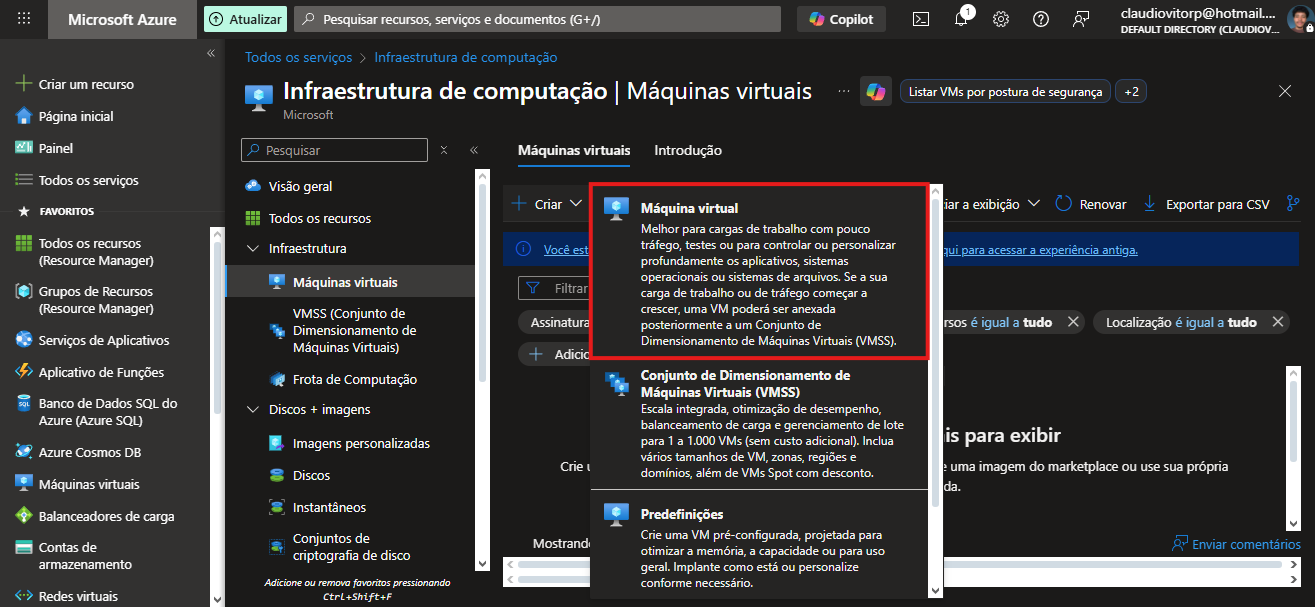 Microsoft Azure
Atualizar
Pesquisar recursos, serviços e documentos (G+/)
Copilot
1
claudiovitorp@hotmail....
DEFAULT DIRECTORY (CLAUDIOV...
Criar um recurso
Página inicial
Painel
Todos os serviços
FAVORITOS
Todos os recursos
(Resource Manager)
Grupos de Recursos
(Resource Manager)
Serviços de Aplicativos
Aplicativo de Funções
Banco de Dados SQL do
Azure (Azure SQL)
Azure Cosmos DB
Máquinas virtuais
Balanceadores de carga
Contas de
armazenamento
Redes virtuais
Todos os serviços > Infraestrutura de computação
Infraestrutura de computação | Máquinas virtuais
Microsoft
Listar VMs por postura de segurança
+2
Pesquisar
Visão geral
Todos os recursos
Infraestrutura
Máquinas virtuais
VMSS (Conjunto de
Dimensionamento de
Máquinas Virtuais)
Frota de Computação
Discos + imagens
Imagens personalizadas
Discos
Instantâneos
Conjuntos de
criptografia de disco
Adicione ou remova favoritos pressionando
Ctrl+Shift+F
Máquinas virtuais
Introdução
Criar
iar a exibição
Renovar
Exportar para CSV
Você est
qui para acessar a experiência antiga.
Filtrar
Assinatura
rsos é igual a tudo
Localização é igual a tudo
Adicio
Máquina virtual
Melhor para cargas de trabalho com pouco
tráfego, testes ou para controlar ou personalizar
profundamente os aplicativos, sistemas
operacionais ou sistemas de arquivos. Se a sua
carga de trabalho ou de tráfego começar a
crescer, uma VM poderá ser anexada
posteriormente a um Conjunto de
Dimensionamento de Máquinas Virtuais (VMSS).
Conjunto de Dimensionamento de
Máquinas Virtuais (VMSS)
Escala integrada, otimização de desempenho,
balanceamento de carga e gerenciamento de lote
para 1 a 1.000 VMs (sem custo adicional). Inclua
vários tamanhos de VM, zonas, regiões e
domínios, além de VMs Spot com desconto.
Predefinições
Crie uma VM pré-configurada, projetada para
otimizar a memória, a capacidade ou para uso
geral. Implante como está ou personalize
conforme necessário.
is para exibir
Crie u
e uma imagem do marketplace ou use sua própria
da.
Mostrando
Enviar comentários